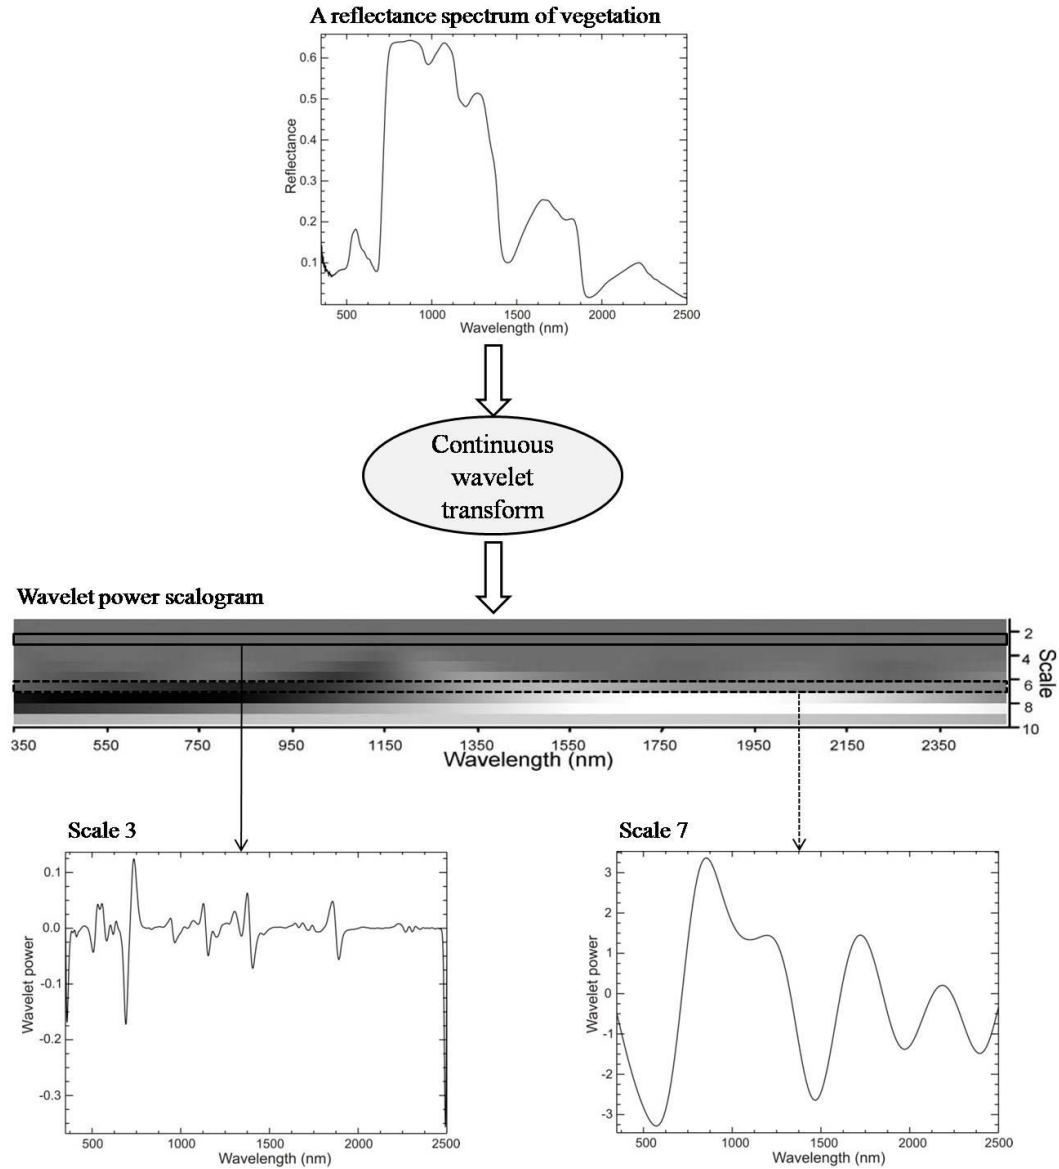 A reflectance spectrum of vegetation
0.6
0.5
0.4
0.3
0.2
0.1
Reflectance
500 1000 1500 2000 2500
Wavelength (nm)
Continuous
wavelet
transform
Wavelet power scalogram
2
4
6
8
10
Scale
350 550 750 950 1150 1350 1550 1750 1950 2150 2350
Wavelength (nm)
Scale 3
0.1
0.0
-0.1
-0.2
-0.3
Wavelet power
500 1000 1500 2000 2500
Wavelength (nm)
Scale 7
3
2
1
0
-1
-2
-3
Wavelet power
500 1000 1500 2000 2500
Wavelength (nm)